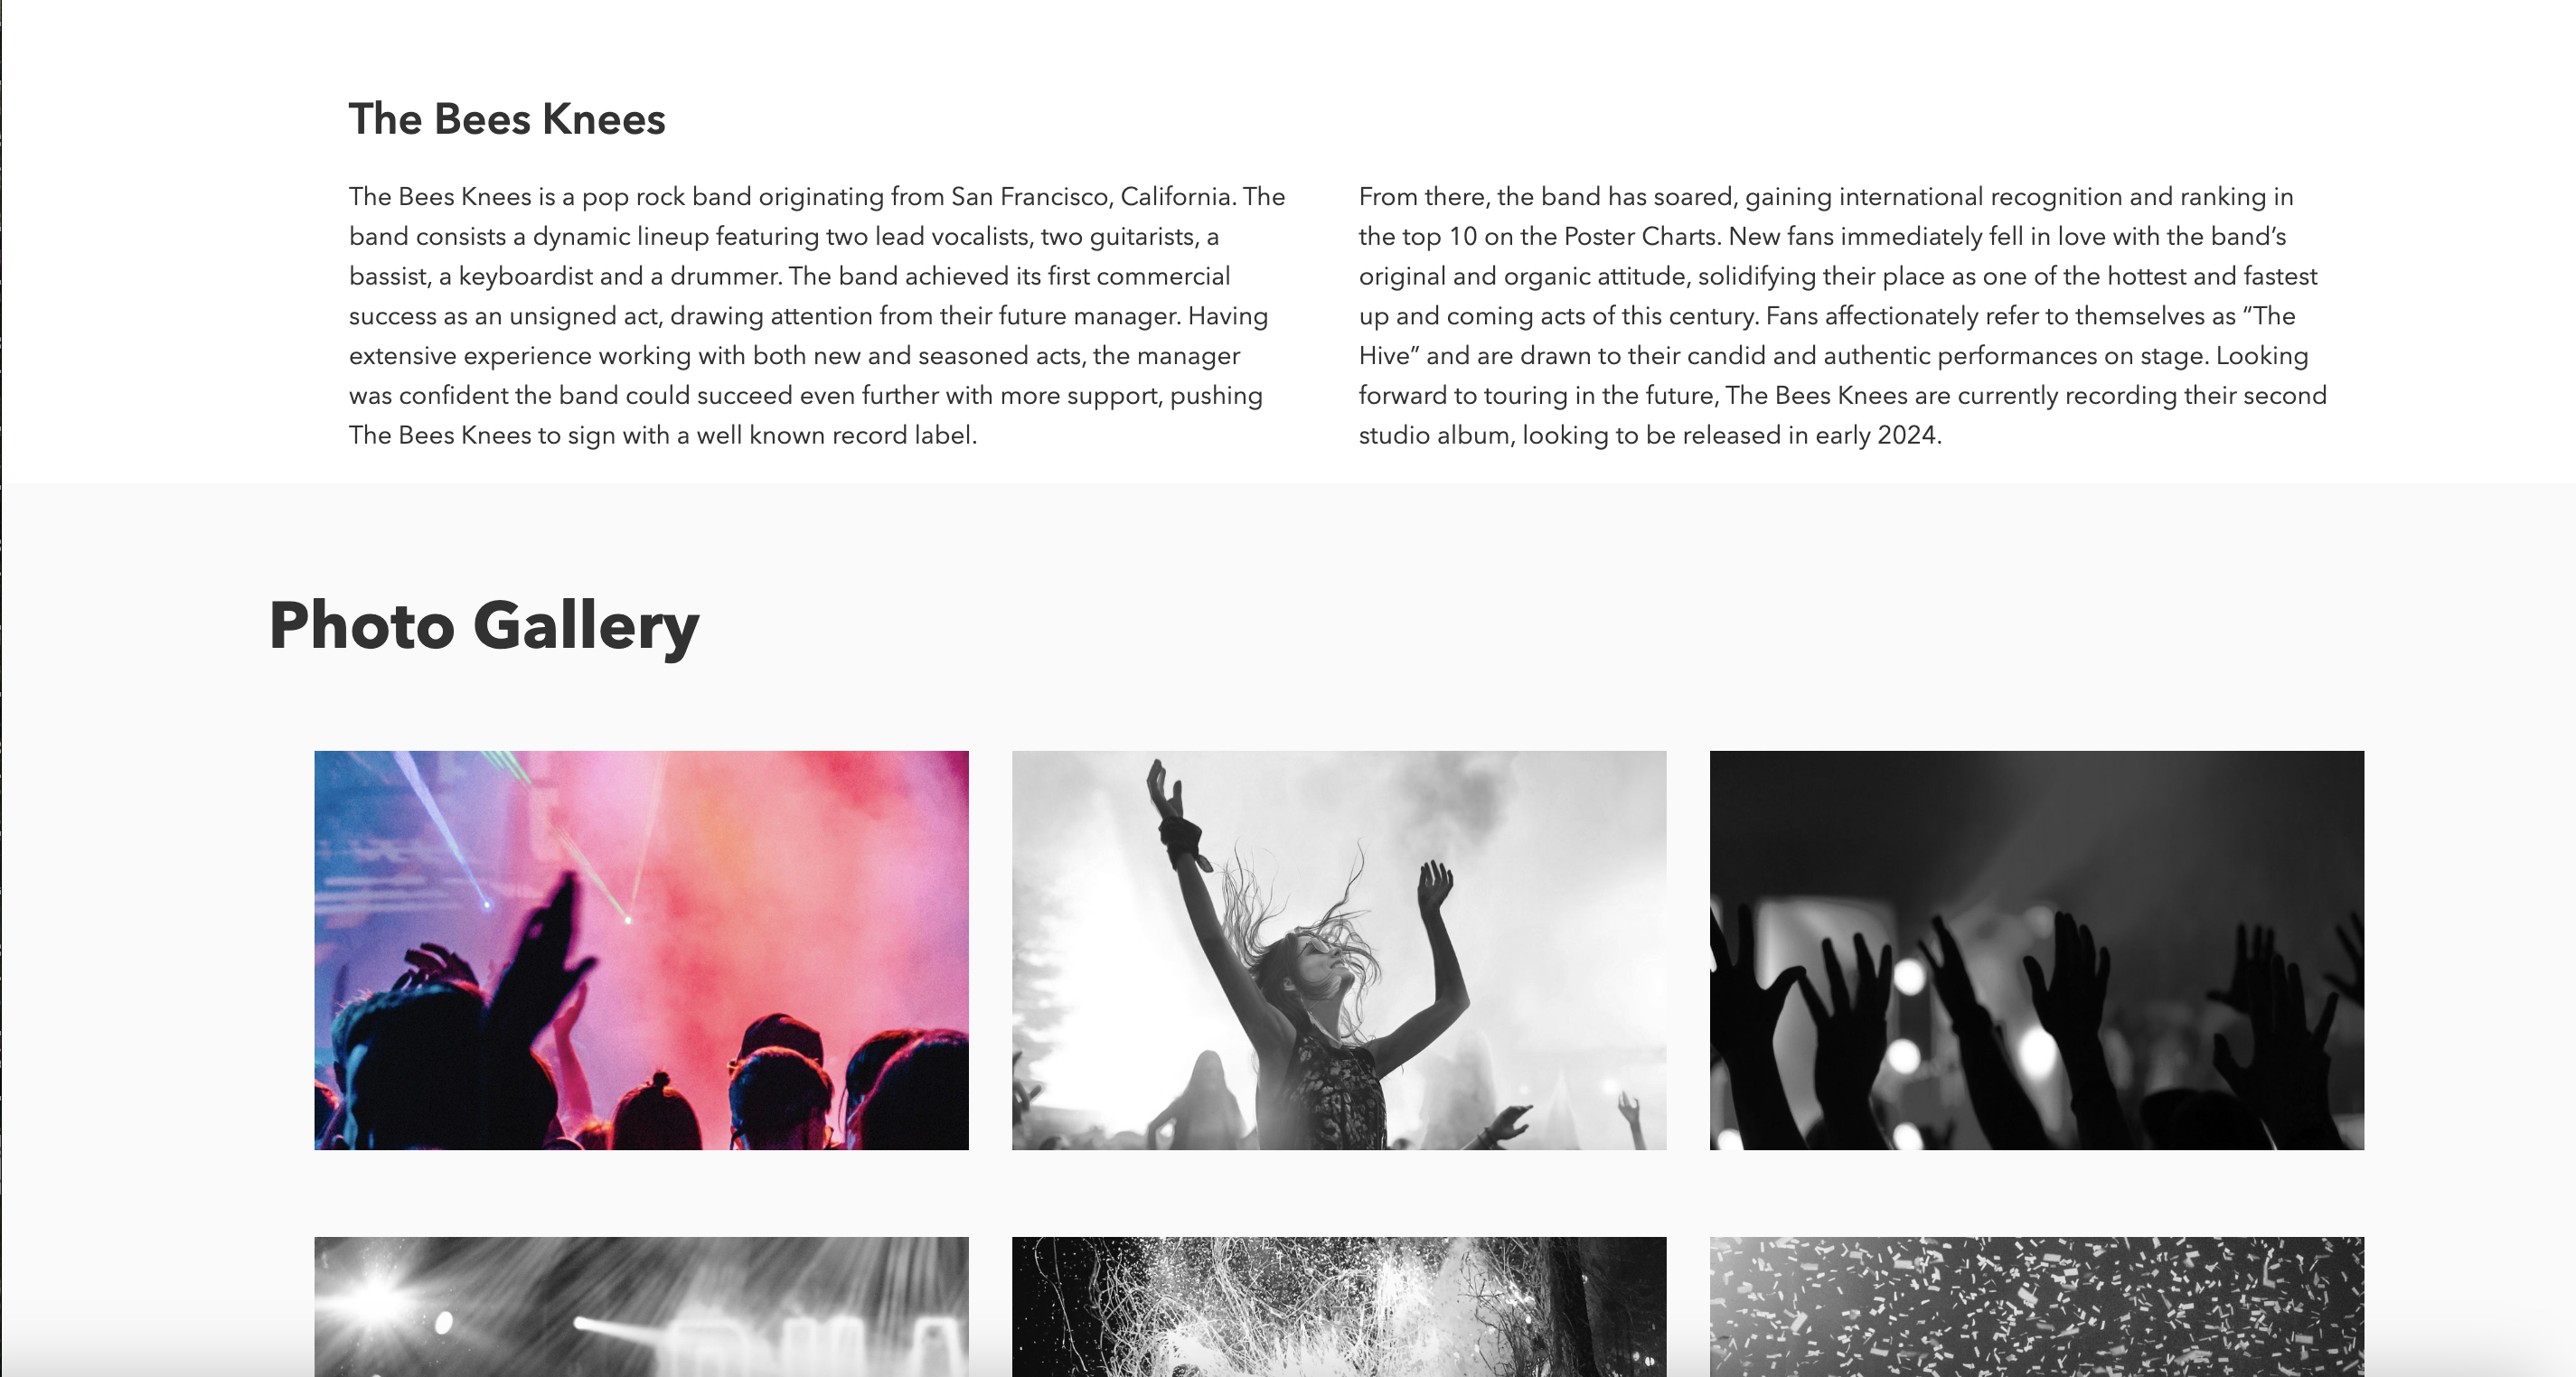 The Bees Knees
The Bees Knees is a pop rock band originating from San Francisco, California. The
band consists a dynamic lineup featuring two lead vocalists, two guitarists, a
bassist, a keyboardist and a drummer. The band achieved its first commercial
success as an unsigned act, drawing attention from their future manager. Having
extensive experience working with both new and seasoned acts, the manager
was confident the band could succeed even further with more support, pushing
The Bees Knees to sign with a well known record label.
From there, the band has soared, gaining international recognition and ranking in
the top 10 on the Poster Charts. New fans immediately fell in love with the band’s
original and organic attitude, solidifying their place as one of the hottest and fastest
up and coming acts of this century. Fans affectionately refer to themselves as “The
Hive” and are drawn to their candid and authentic performances on stage. Looking
forward to touring in the future, The Bees Knees are currently recording their second
studio album, looking to be released in early 2024.
Photo Gallery